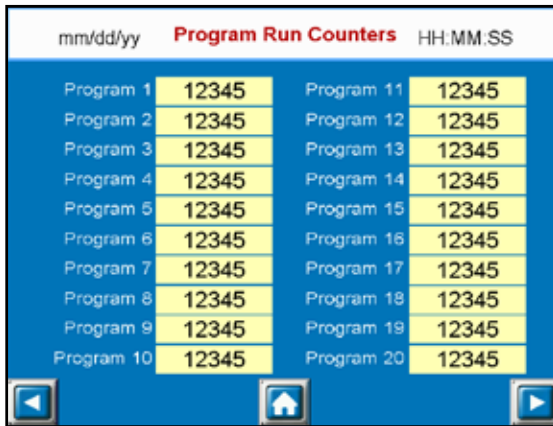 mm/dd/yy Program Run Counters HH:MM:SS
Program 1 12345 Program 11 12345
Program 2 12345 Program 12 12345
Program 3 12345 Program 13 12345
Program 4 12345 Program 14 12345
Program 5 12345 Program 15 12345
Program 6 12345 Program 16 12345
Program 7 12345 Program 17 12345
Program 8 12345 Program 18 12345
Program 9 12345 Program 19 12345
Program 10 12345 Program 20 12345